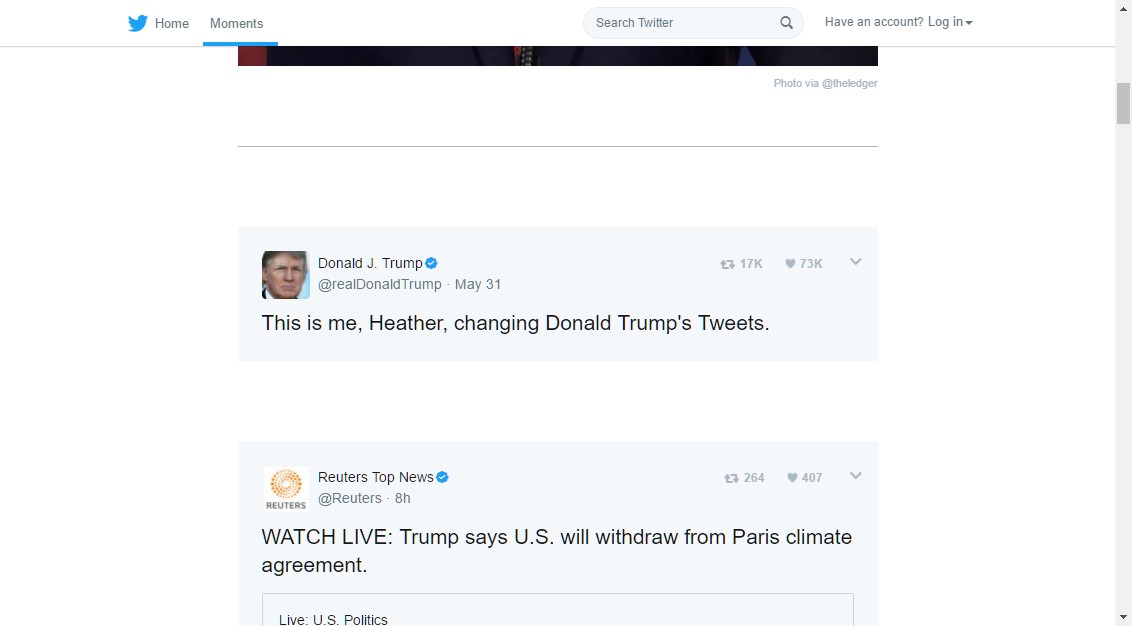 Home Moments Search Twitter Have an account? Log in
Photo via @theledger
Donald J. Trump 17K 73K
@realDonaldTrump · May 31
This is me, Heather, changing Donald Trump's Tweets.
Reuters Top News 264 407
@Reuters · 8h
REUTERS
WATCH LIVE: Trump says U.S. will withdraw from Paris climate
agreement.
Live: U.S. Politics